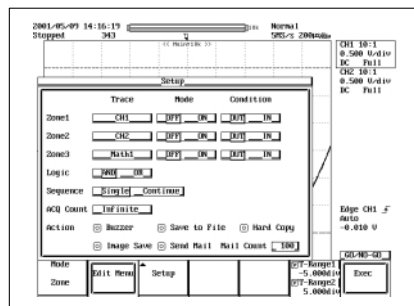 2001/05/09 14:16:19 Normal
Stopped 343 5MS/s 200us/div
<< Main:10k >>
CH1 10:1
0.500 V/div
DC Full
CH2 10:1
0.500 V/div
DC Full
Setup
Trace Mode Condition
Zone1 CH1 OFF ON OUT IN
Zone2 CH2 OFF ON OUT IN
Zone3 Math1 OFF ON OUT IN
Logic AND OR
Sequence Single Continue
ACQ Count Infinite
Action Buzzer Save to File Hard Copy
Image Save Send Mail Mail Count 100
Edge CH1
Auto
-0.010 V
GO/NO-GO
Mode
Zone
Edit Menu
Setup
T-Range1
-5.000div
T-Range2
5.000div
Exec